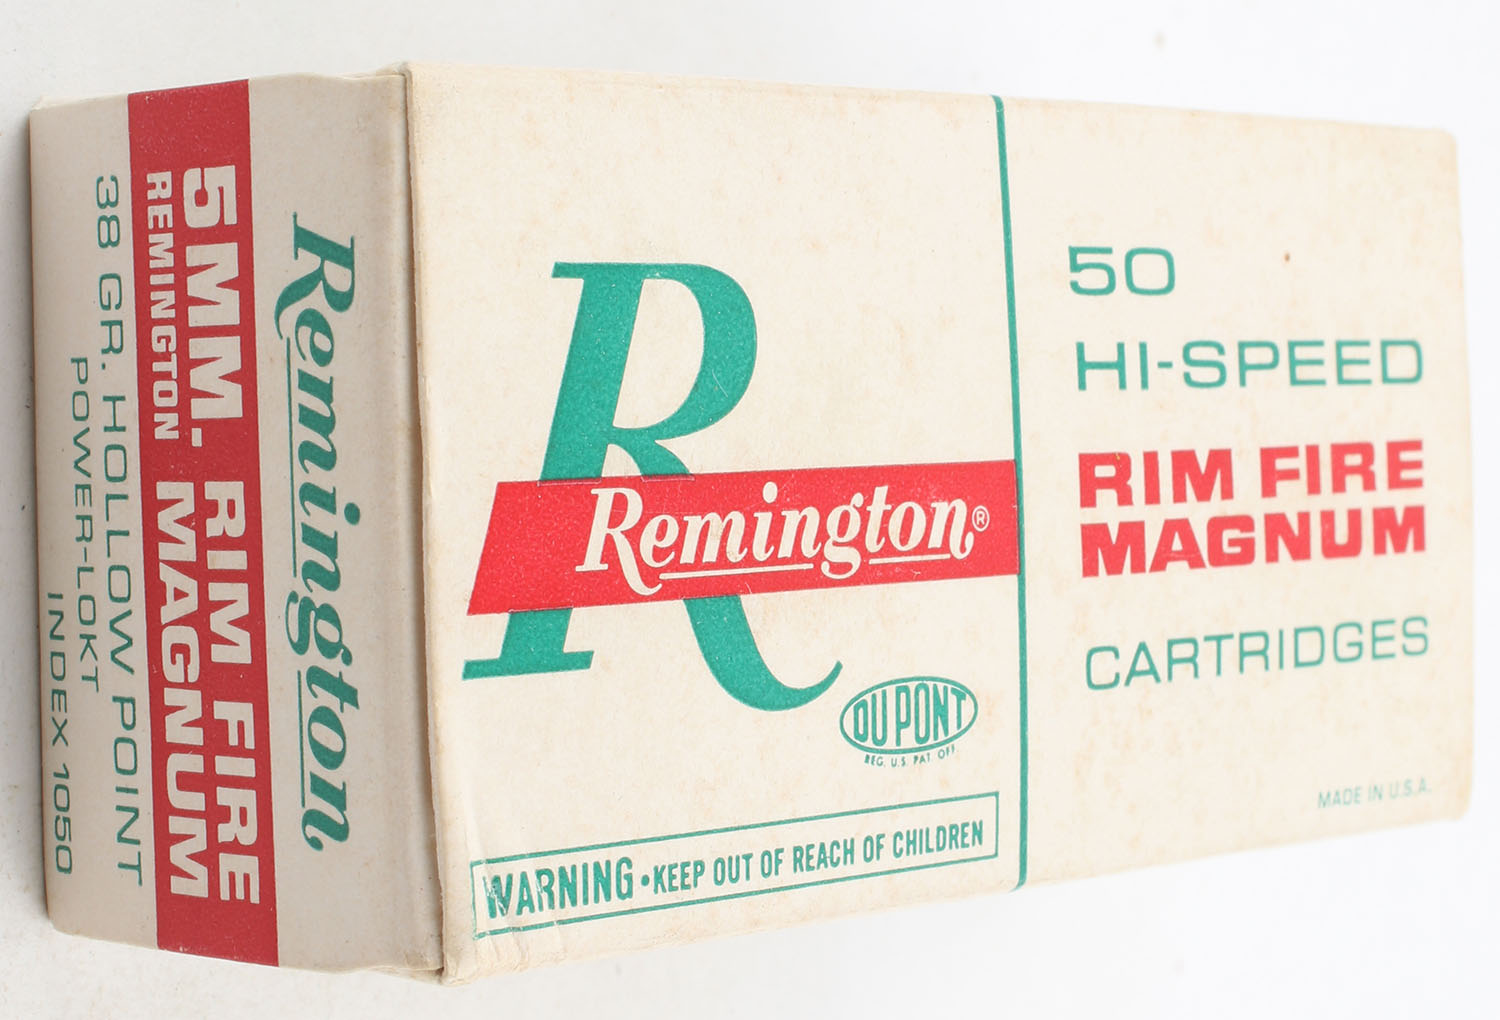 Remington
5MM. RIM FIRE
REMINGTON MAGNUM
38 GR. HOLLOW POINT
POWER-LOKT
INDEX 1050
R
Remington®
DU PONT
REG. U.S. PAT. OFF.
WARNING • KEEP OUT OF REACH OF CHILDREN
50
HI-SPEED
RIM FIRE
MAGNUM
CARTRIDGES
MADE IN U.S.A.